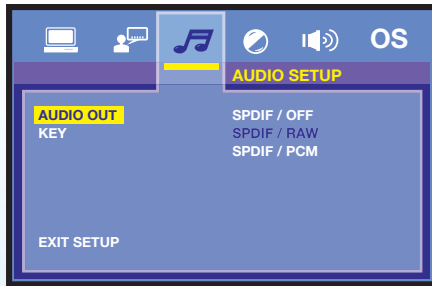 OS
AUDIO SETUP
AUDIO OUT
SPDIF / OFF
KEY
SPDIF / RAW
SPDIF / PCM
EXIT SETUP